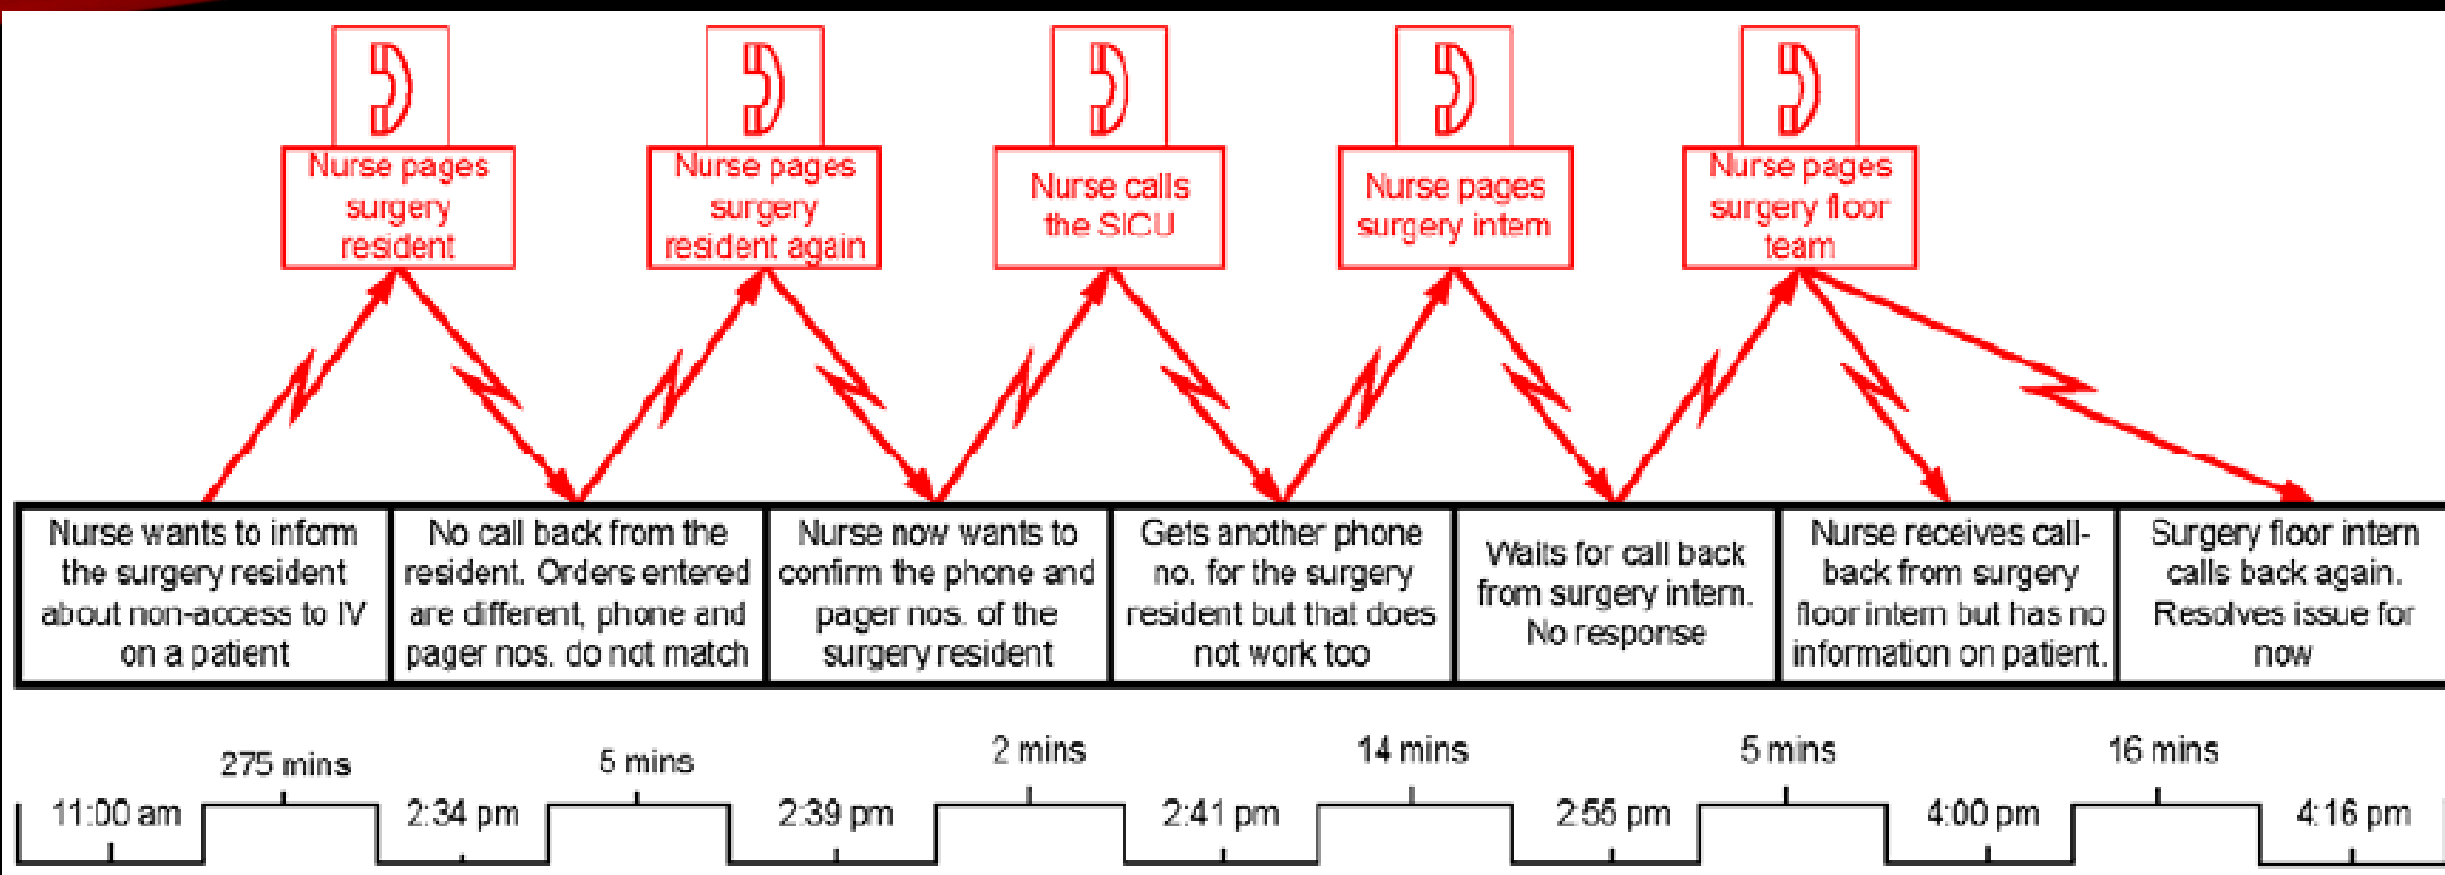 Nurse pages
surgery
resident
Nurse pages
surgery
resident again
Nurse calls
the SICU
Nurse pages
surgery intern
Nurse pages
surgery floor
team
Nurse wants to inform
the surgery resident
about non-access to IV
on a patient
No call back from the
resident. Orders entered
are different, phone and
pager nos. do not match
Nurse now wants to
confirm the phone and
pager nos. of the
surgery resident
Gets another phone
no. for the surgery
resident but that does
not work too
Waits for call back
from surgery intern.
No response
Nurse receives call-
back from surgery
floor intern but has no
information on patient.
Surgery floor intern
calls back again.
Resolves issue for
now
275 mins
5 mins
2 mins
14 mins
5 mins
16 mins
11:00 am
2:34 pm
2:39 pm
2:41 pm
2:55 pm
4:00 pm
4:16 pm